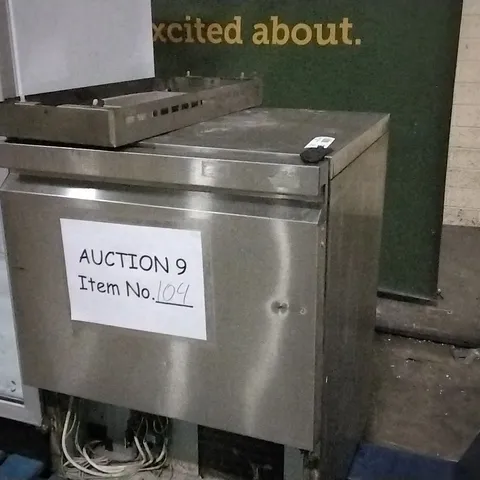 xcited about.
AUCTION 9
Item No. 104